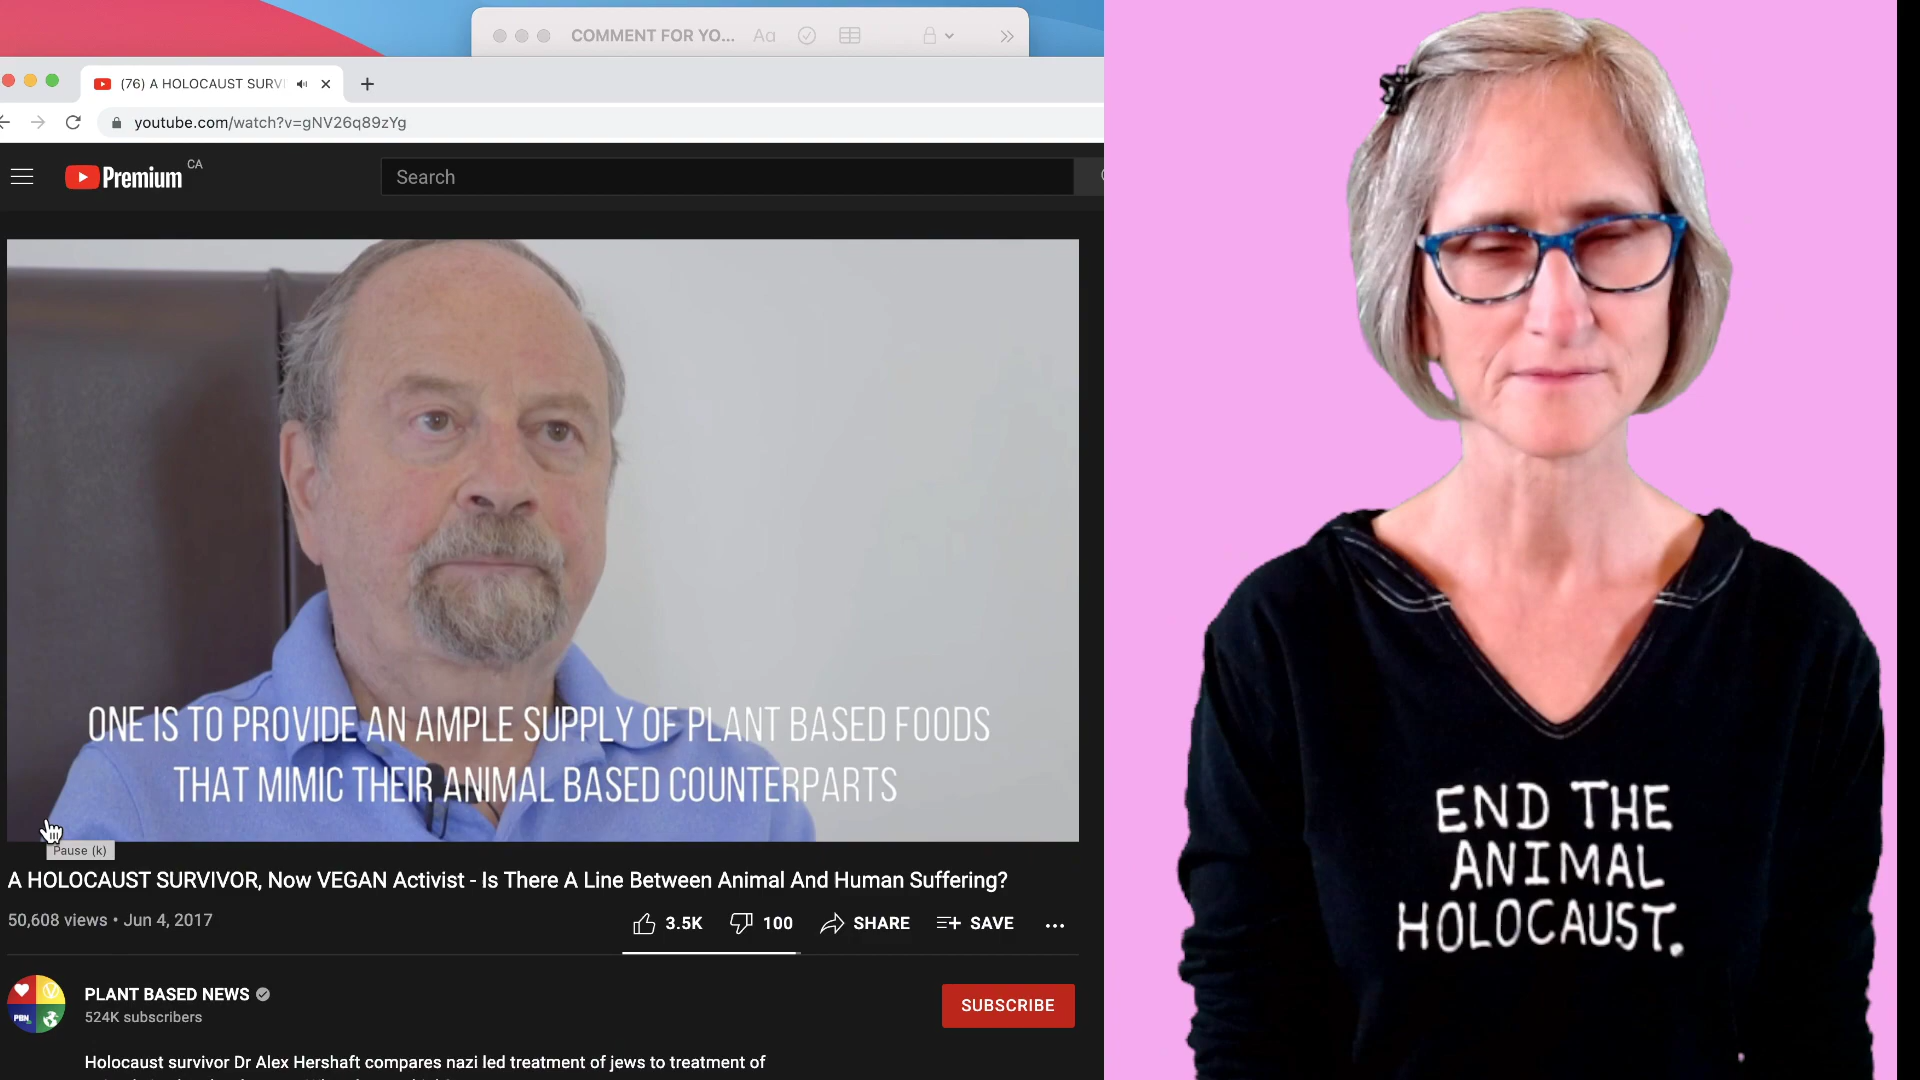 COMMENT FOR YO...
Aa
(76) A HOLOCAUST SURVI
youtube.com/watch?v=gNV26q89zYg
Premium
CA
Search
ONE IS TO PROVIDE AN AMPLE SUPPLY OF PLANT BASED FOODS
THAT MIMIC THEIR ANIMAL BASED COUNTERPARTS
Pause (k)
A HOLOCAUST SURVIVOR, Now VEGAN Activist - Is There A Line Between Animal And Human Suffering?
50,608 views • Jun 4, 2017
3.5K
100
SHARE
SAVE
PBN
PLANT BASED NEWS
524K subscribers
SUBSCRIBE
Holocaust survivor Dr Alex Hershaft compares nazi led treatment of jews to treatment of
END THE
ANIMAL
HOLOCAUST.